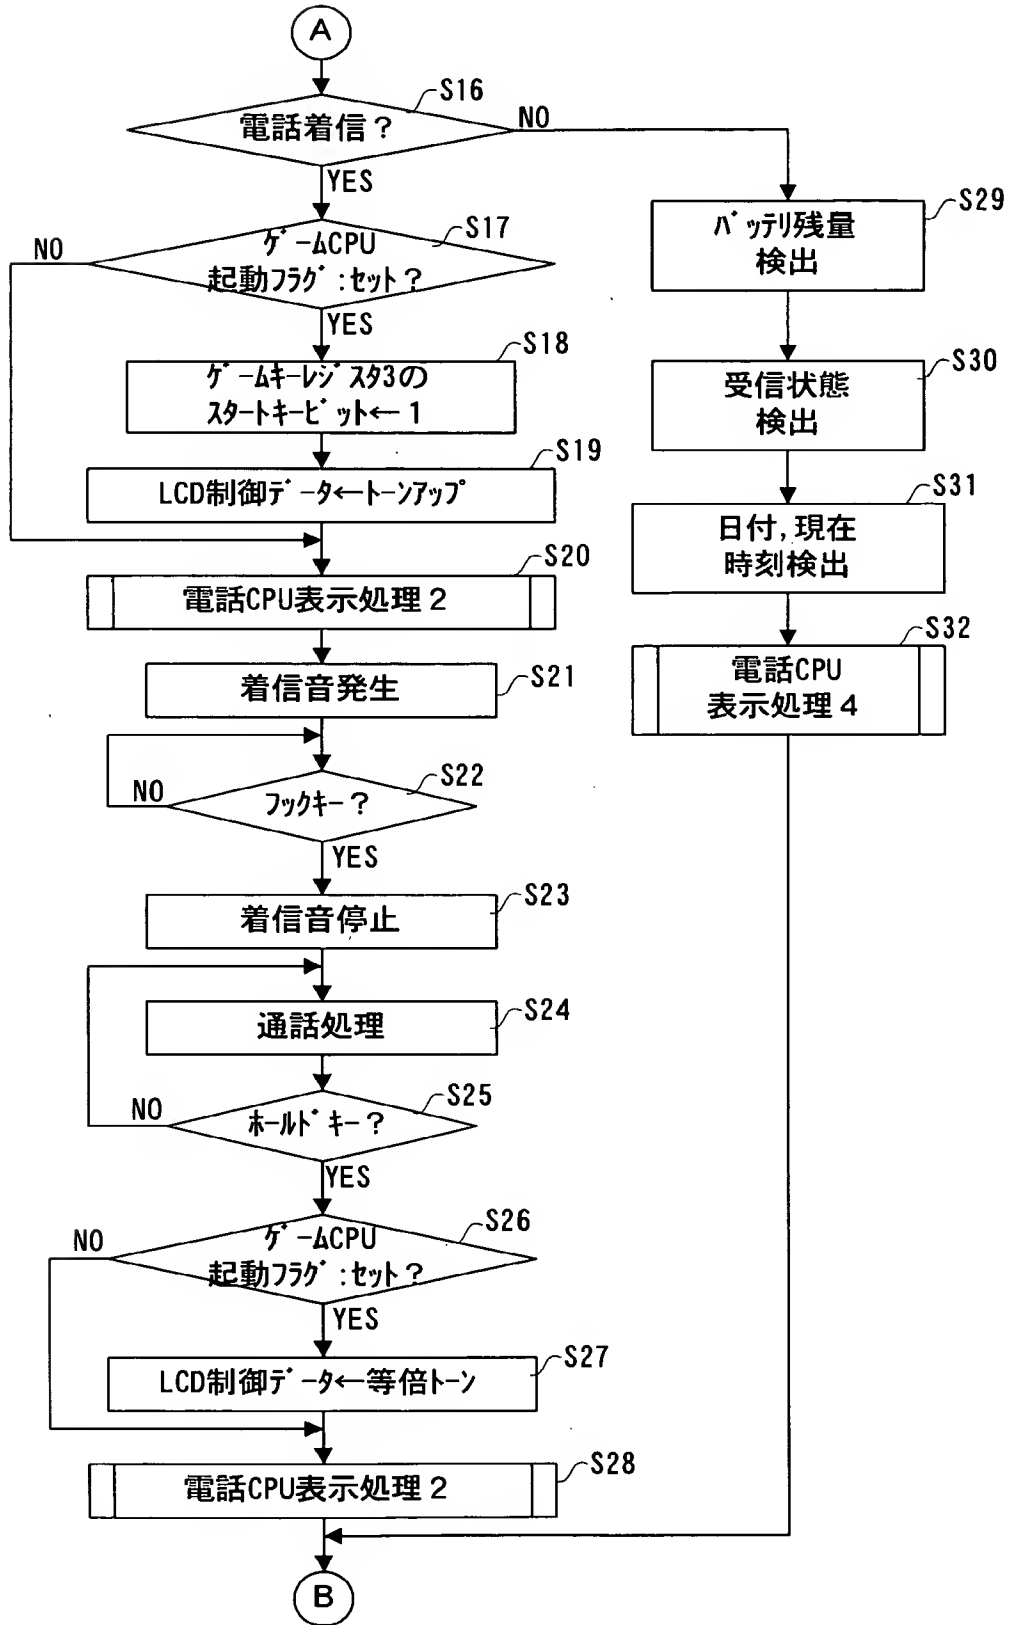 A
S16
電話着信？
NO
YES
S17
ｹﾞｰﾑCPU
起動ﾌﾗｸﾞ:ｾｯﾄ？
NO
YES
S18
ｹﾞｰﾑｷｰﾚｼﾞｽﾀ3の
ｽﾀｰﾄｷｰﾋﾞｯﾄ←1
S19
LCD制御ﾃﾞｰﾀ←ﾄｰﾝｱｯﾌﾟ
S20
電話CPU表示処理2
S21
着信音発生
S22
ﾌｯｸｷｰ？
NO
YES
S23
着信音停止
S24
通話処理
S25
ﾎｰﾙﾄﾞｷｰ？
NO
YES
S26
ｹﾞｰﾑCPU
起動ﾌﾗｸﾞ:ｾｯﾄ？
NO
YES
S27
LCD制御ﾃﾞｰﾀ←等倍ﾄｰﾝ
S28
電話CPU表示処理2
S29
ﾊﾞｯﾃﾘ残量
検出
S30
受信状態
検出
S31
日付,現在
時刻検出
S32
電話CPU
表示処理4
B